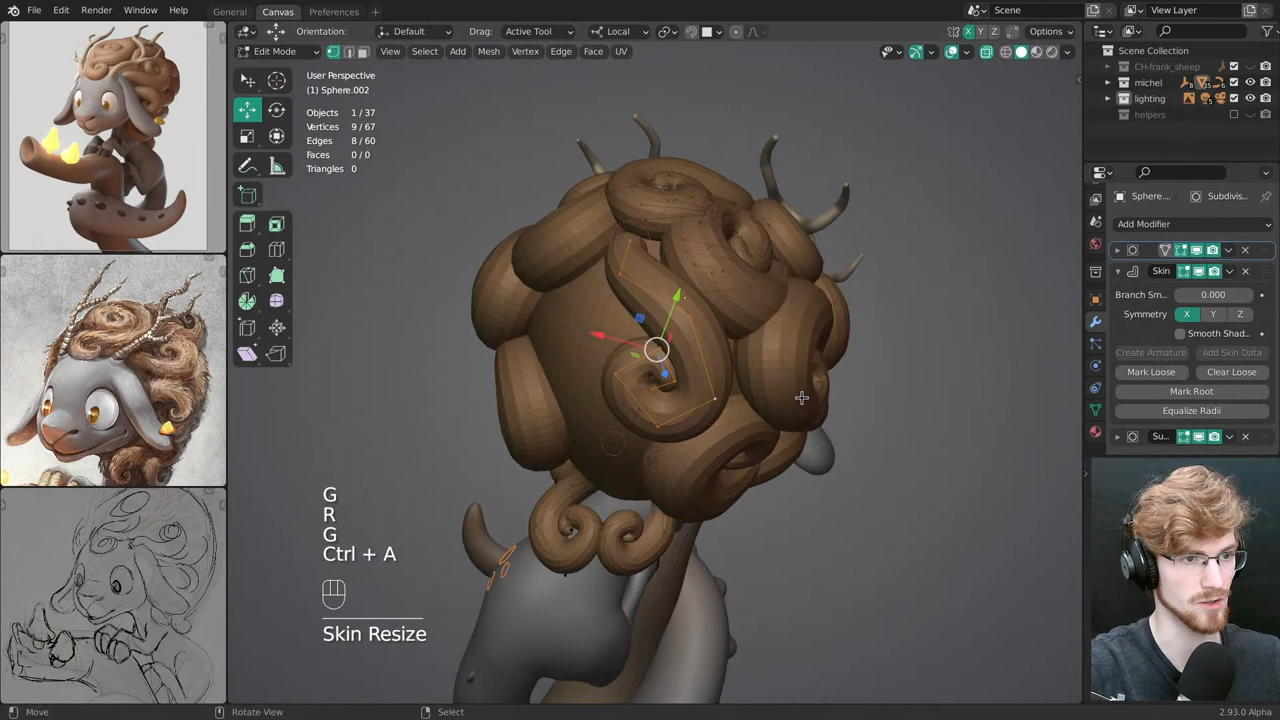 File Edit Render Window Help General Canvas Preferences + Scene View Layer
Orientation: Default Drag: Active Tool Local X Y Z Options
Edit Mode View Select Add Mesh Vertex Edge Face UV
User Perspective
(1) Sphere.002
Objects 1 / 37
Vertices 9 / 67
Edges 8 / 60
Faces 0 / 0
Triangles 0
G
R
G
Ctrl + A
Skin Resize
Scene Collection
CH-frank_sheep
michel
lighting
helpers
Sphere.... Subdivis...
Add Modifier
Skin
Branch Sm... 0.000
Symmetry X Y Z
Smooth Shad...
Create Armature Add Skin Data
Mark Loose Clear Loose
Mark Root
Equalize Radii
Su...
Move Rotate View Select 2.93.0 Alpha